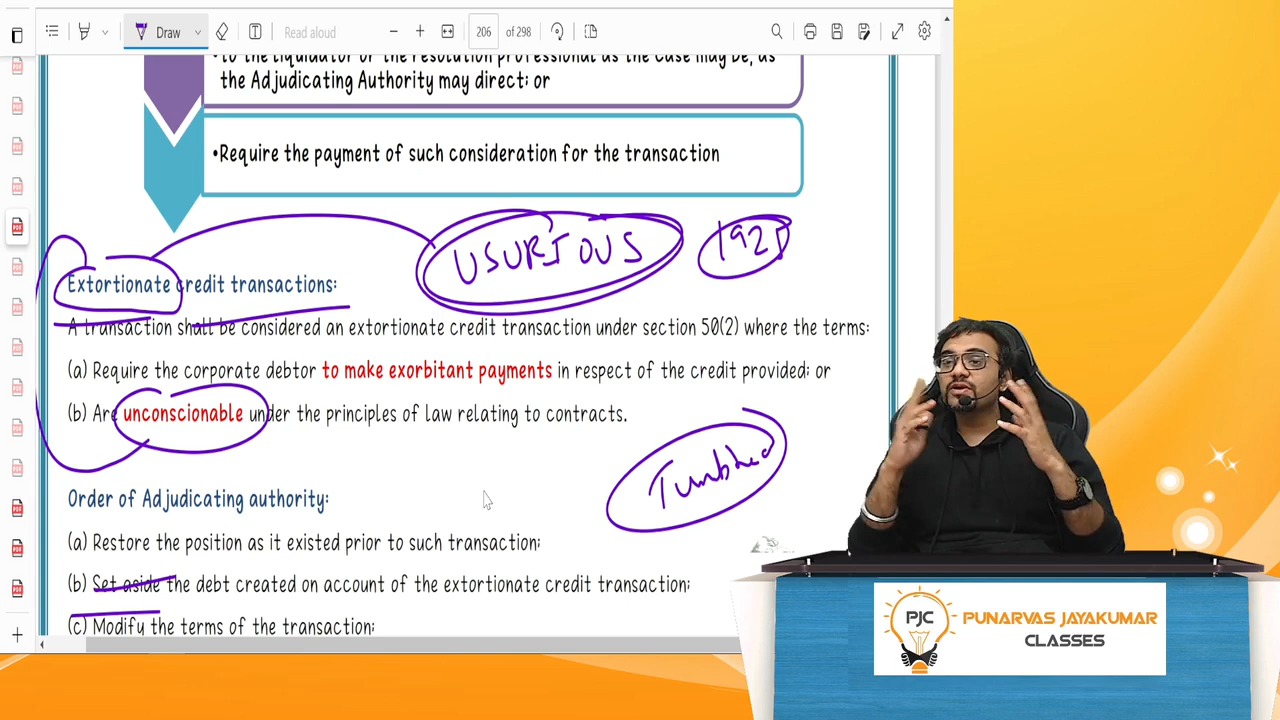 Draw
Read aloud
206 of 298
•to the liquidator or the resolution professional as the case may be, as
the Adjudicating Authority may direct; or
•Require the payment of such consideration for the transaction
USURIOUS
1921
Extortionate credit transactions:
A transaction shall be considered an extortionate credit transaction under section 50(2) where the terms:
(a) Require the corporate debtor to make exorbitant payments in respect of the credit provided; or
(b) Are unconscionable under the principles of law relating to contracts.
Tumbbad
Order of Adjudicating authority:
(a) Restore the position as it existed prior to such transaction;
(b) Set aside the debt created on account of the extortionate credit transaction;
(c) Modify the terms of the transaction;
PJC
PUNARVAS JAYAKUMAR
CLASSES